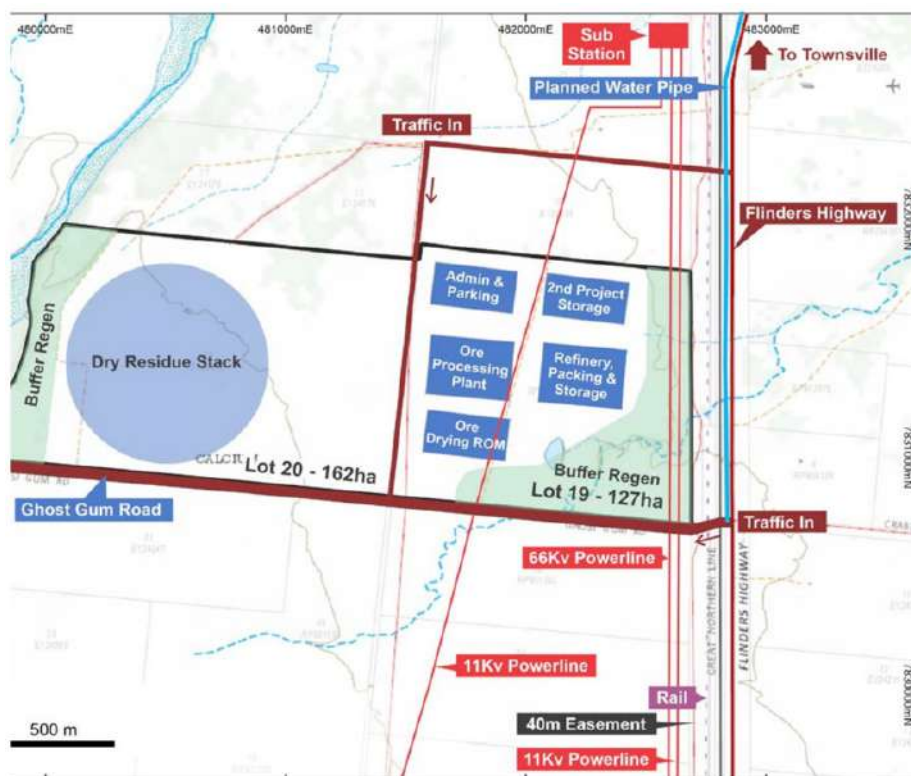 480000mE
481000mE
482000mE
483000mE
Sub
Station
To Townsville
Planned Water Pipe
Traffic In
7832000mN
Flinders Highway
Admin &
Parking
2nd Project
Storage
Buffer Regen
Dry Residue Stack
Ore
Processing
Plant
Refinery,
Packing &
Storage
Ore
Drying ROM
7831000mN
Lot 20 - 162ha
Buffer Regen
Lot 19 - 127ha
Ghost Gum Road
Traffic In
66Kv Powerline
GREAT NORTHERN LINE
FLINDERS HIGHWAY
11Kv Powerline
7830000mN
Rail
500 m
40m Easement
11Kv Powerline